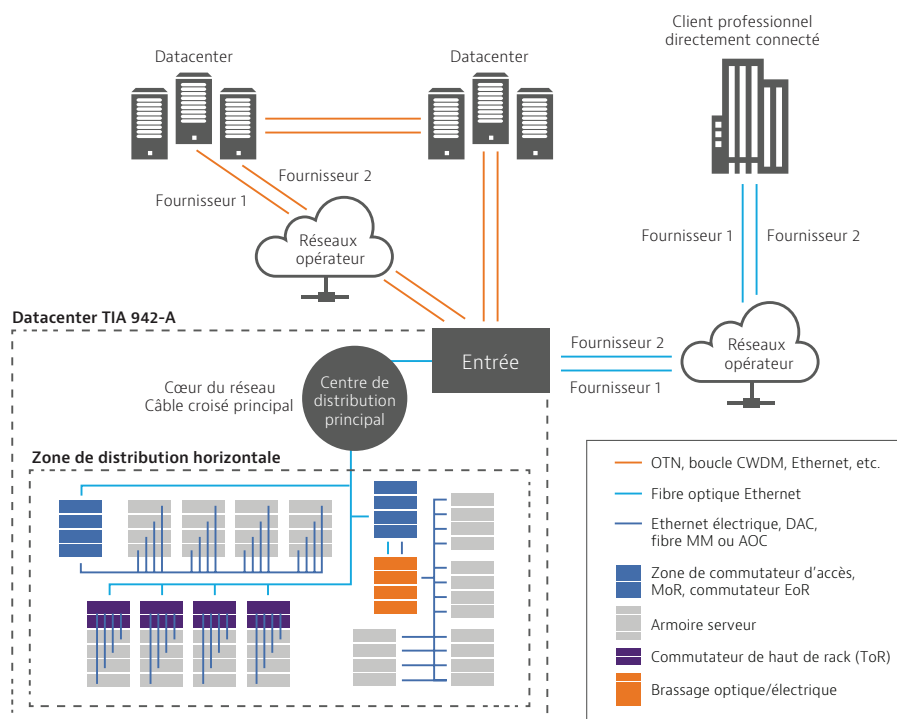 Client professionnel
directement connecté
Datacenter
Datacenter
Fournisseur 2
Fournisseur 1
Fournisseur 1
Fournisseur 2
Réseaux
opérateur
Datacenter TIA 942-A
Entrée
Fournisseur 2
Fournisseur 1
Réseaux
opérateur
Cœur du réseau
Câble croisé principal
Centre de
distribution
principal
Zone de distribution horizontale
OTN, boucle CWDM, Ethernet, etc.
Fibre optique Ethernet
Ethernet électrique, DAC,
fibre MM ou AOC
Zone de commutateur d'accès,
MoR, commutateur EoR
Armoire serveur
Commutateur de haut de rack (ToR)
Brassage optique/électrique